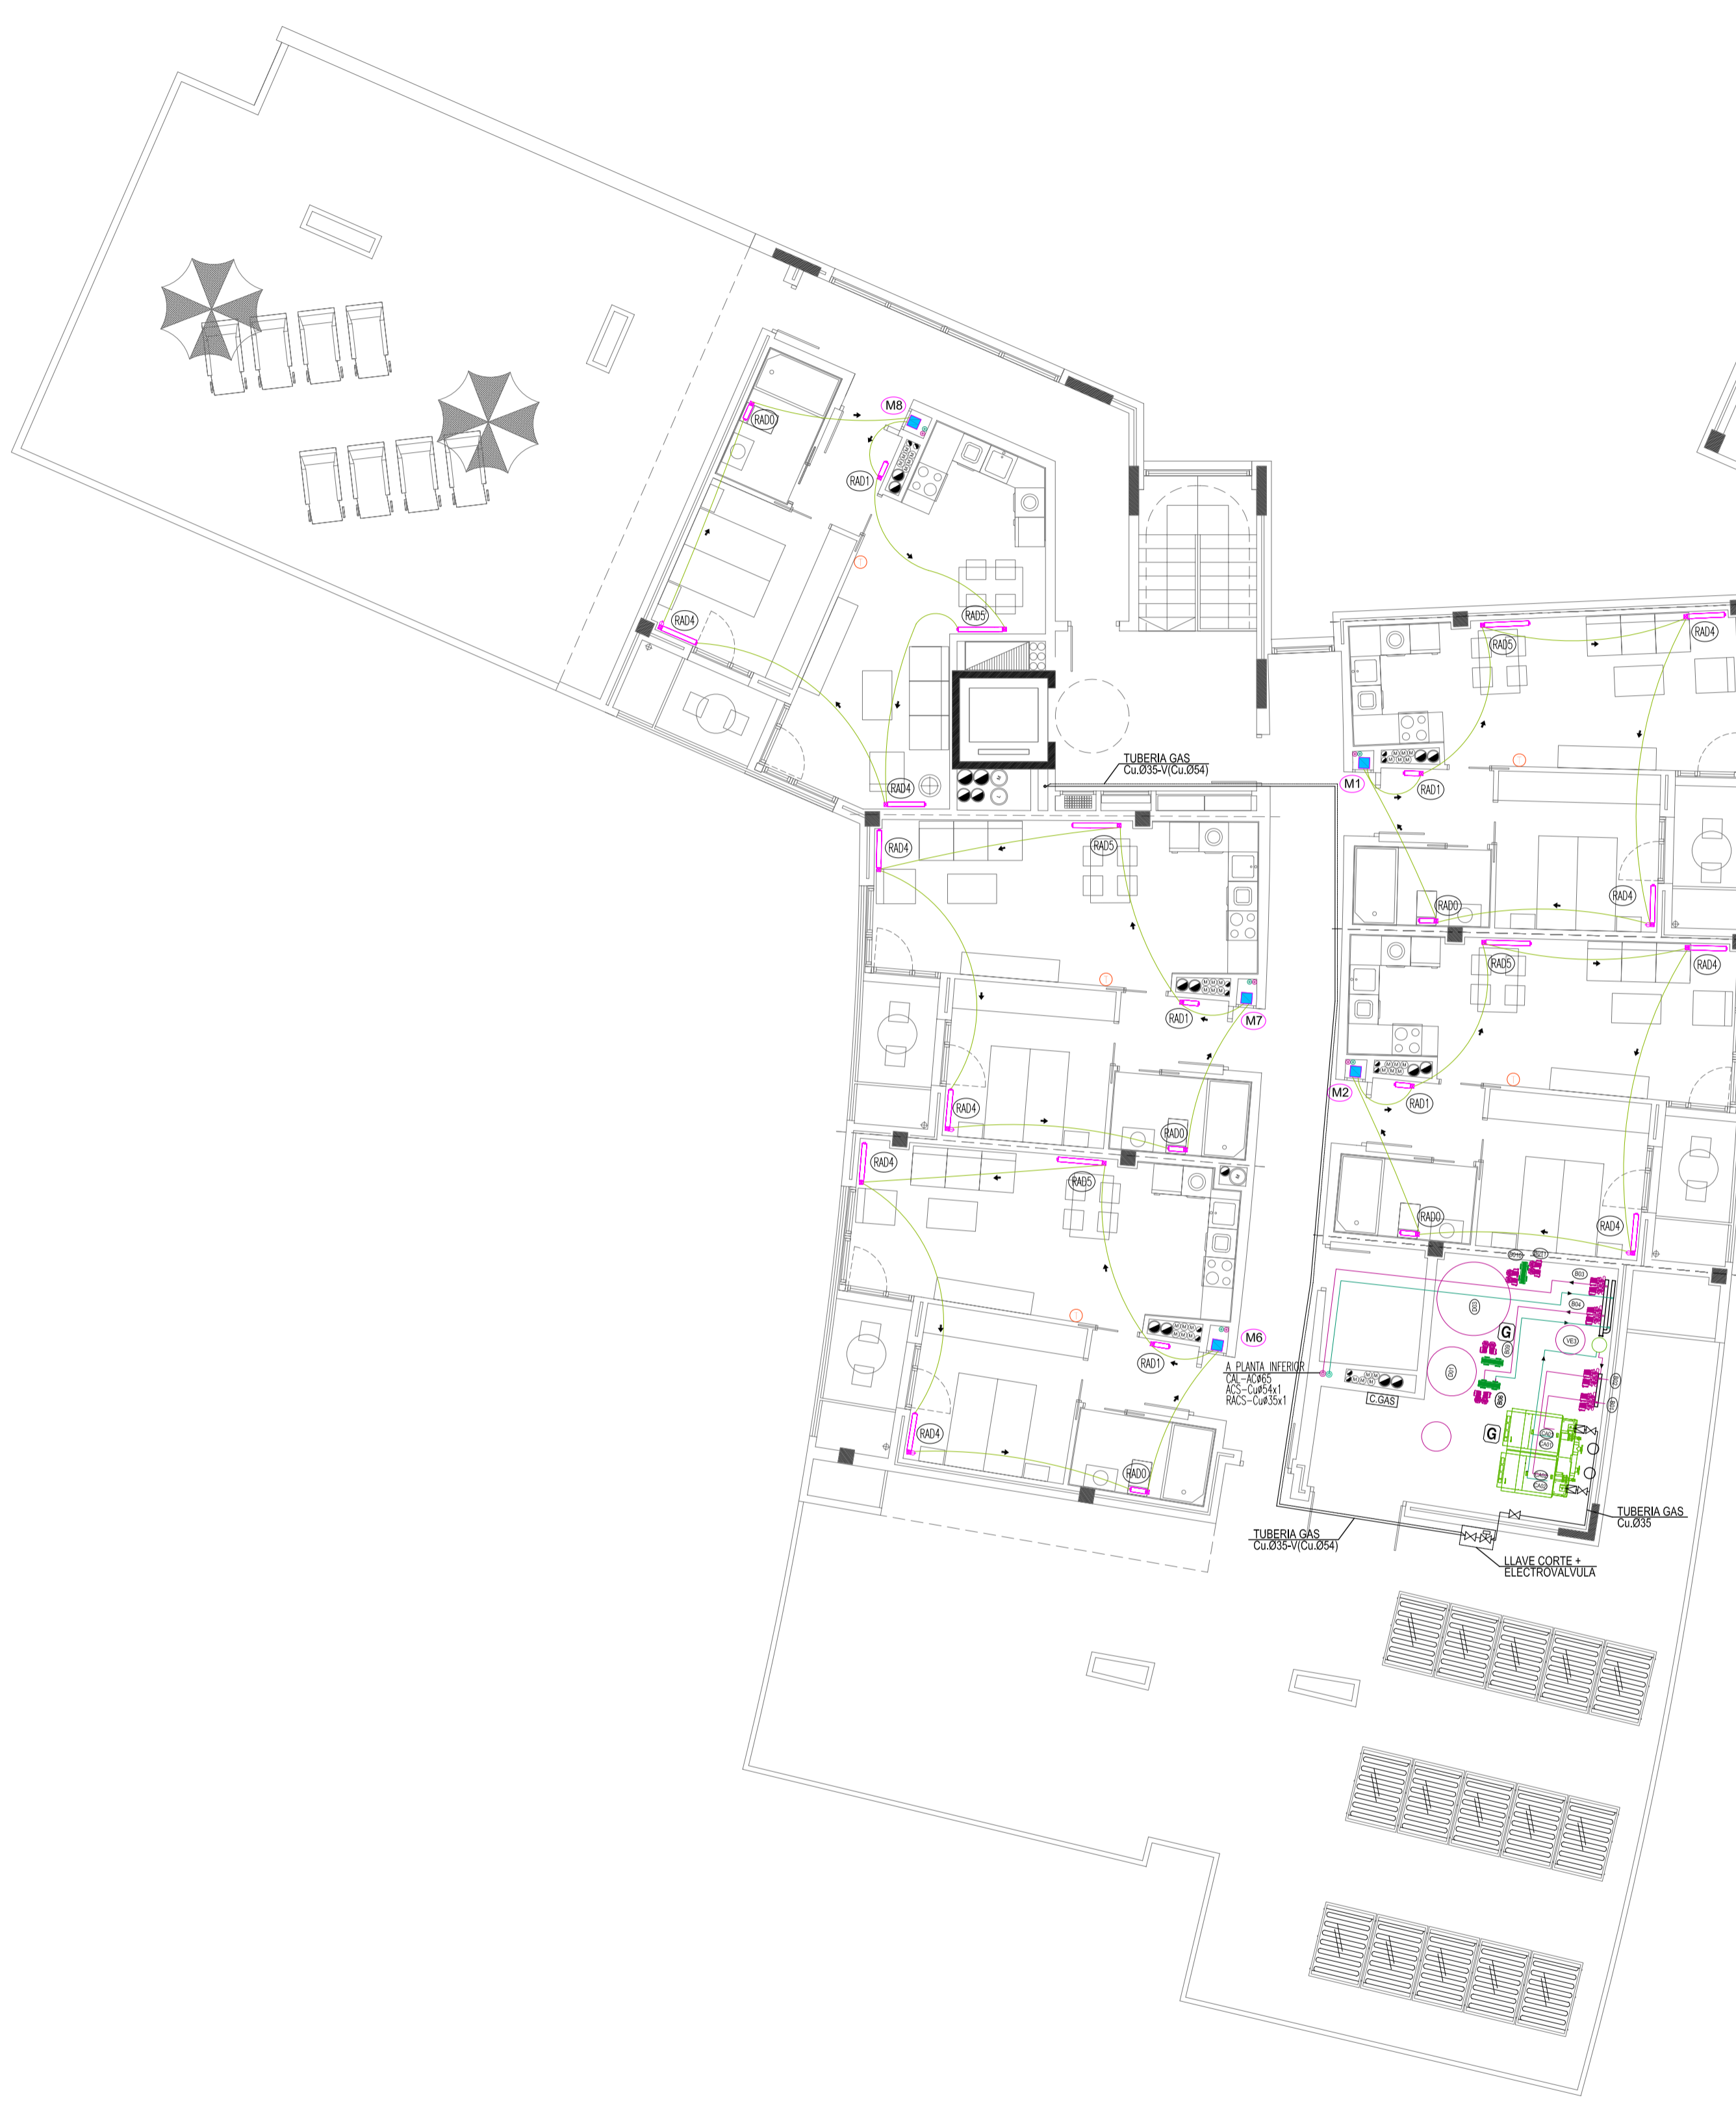 M8
RAD0
RAD1
RAD5
RAD4
RAD4
TUBERIA GAS
Cu.Ø35-V(Cu.Ø54)
RAD5
RAD4
M1
RAD1
RAD4
RAD5
RAD0
RAD4
RAD5
RAD4
RAD1
M7
M2
RAD1
RAD4
RAD0
RAD4
RAD5
RAD0
RAD4
B03
B04
G
VE3
M6
RAD1
A PLANTA INFERIOR
CAL-ACø65
ACS-Cuø54x1
RACS-Cuø35x1
C.GAS
RAD4
G
RAD0
TUBERIA GAS
Cu.Ø35
TUBERIA GAS
Cu.Ø35-V(Cu.Ø54)
LLAVE CORTE +
ELECTROVALVULA